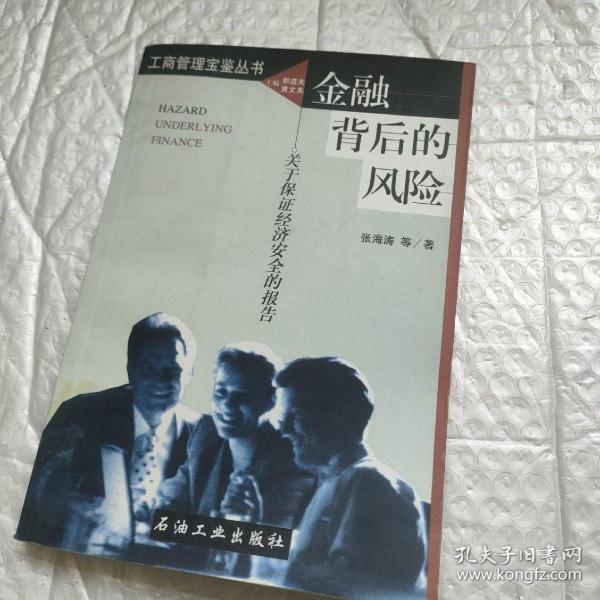 工商管理宝鉴丛书
主编 郭道夫
黄文夫
HAZARD
UNDERLYING
FINANCE
金融
背后的
风险
关于保证经济安全的报告
张海涛 等/著
石油工业出版社
孔夫子旧书网
www.kongfz.com